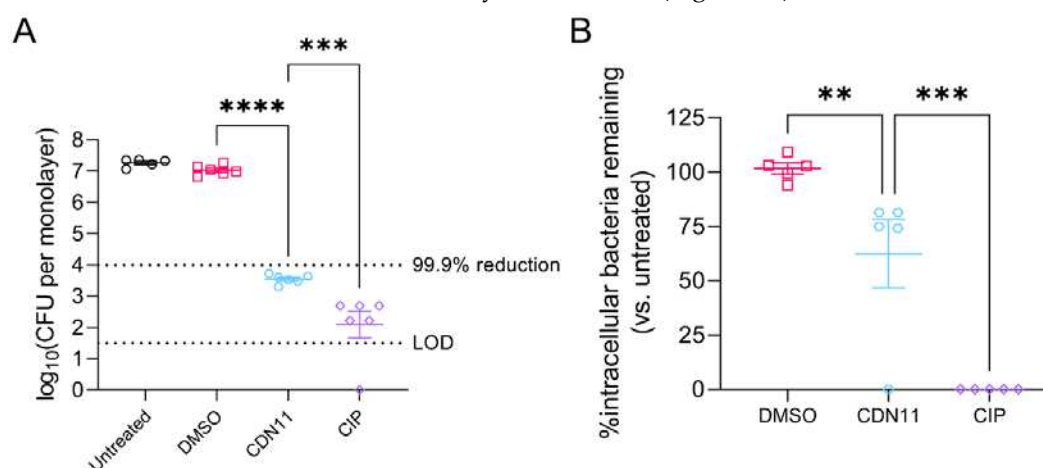 A
***
****
log10(CFU per monolayer)
8
7
6
5
4
3
2
1
0
99.9% reduction
LOD
Untreated
DMSO
CDN11
CIP
B
**
***
%intracellular bacteria remaining
(vs. untreated)
125
100
75
50
25
0
DMSO
CDN11
CIP